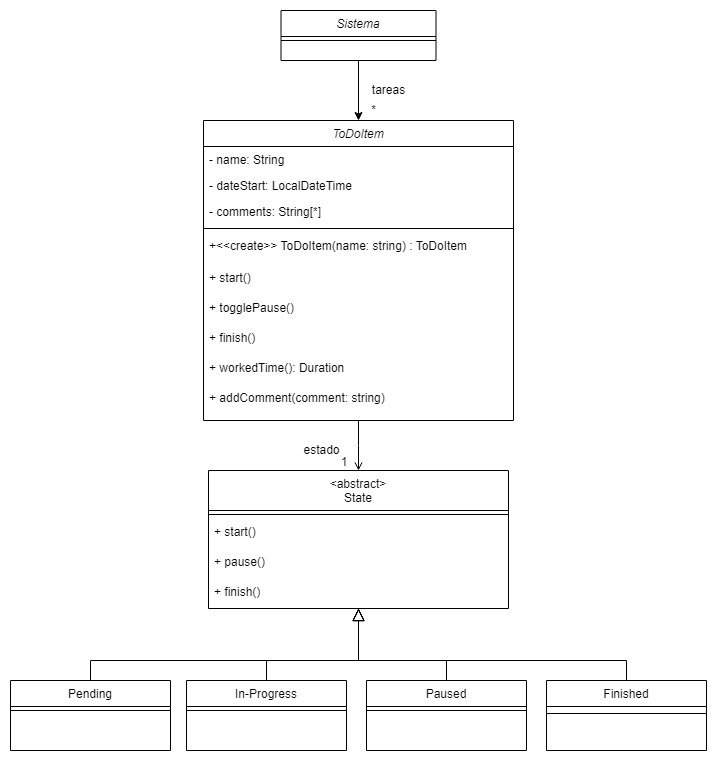 Sistema
tareas
*
ToDoItem
- name: String
- dateStart: LocalDateTime
- comments: String[*]
+<<create>> ToDoItem(name: string) : ToDoItem
+ start()
+ togglePause()
+ finish()
+ workedTime(): Duration
+ addComment(comment: string)
estado
1
<abstract>
State
+ start()
+ pause()
+ finish()
Pending
In-Progress
Paused
Finished